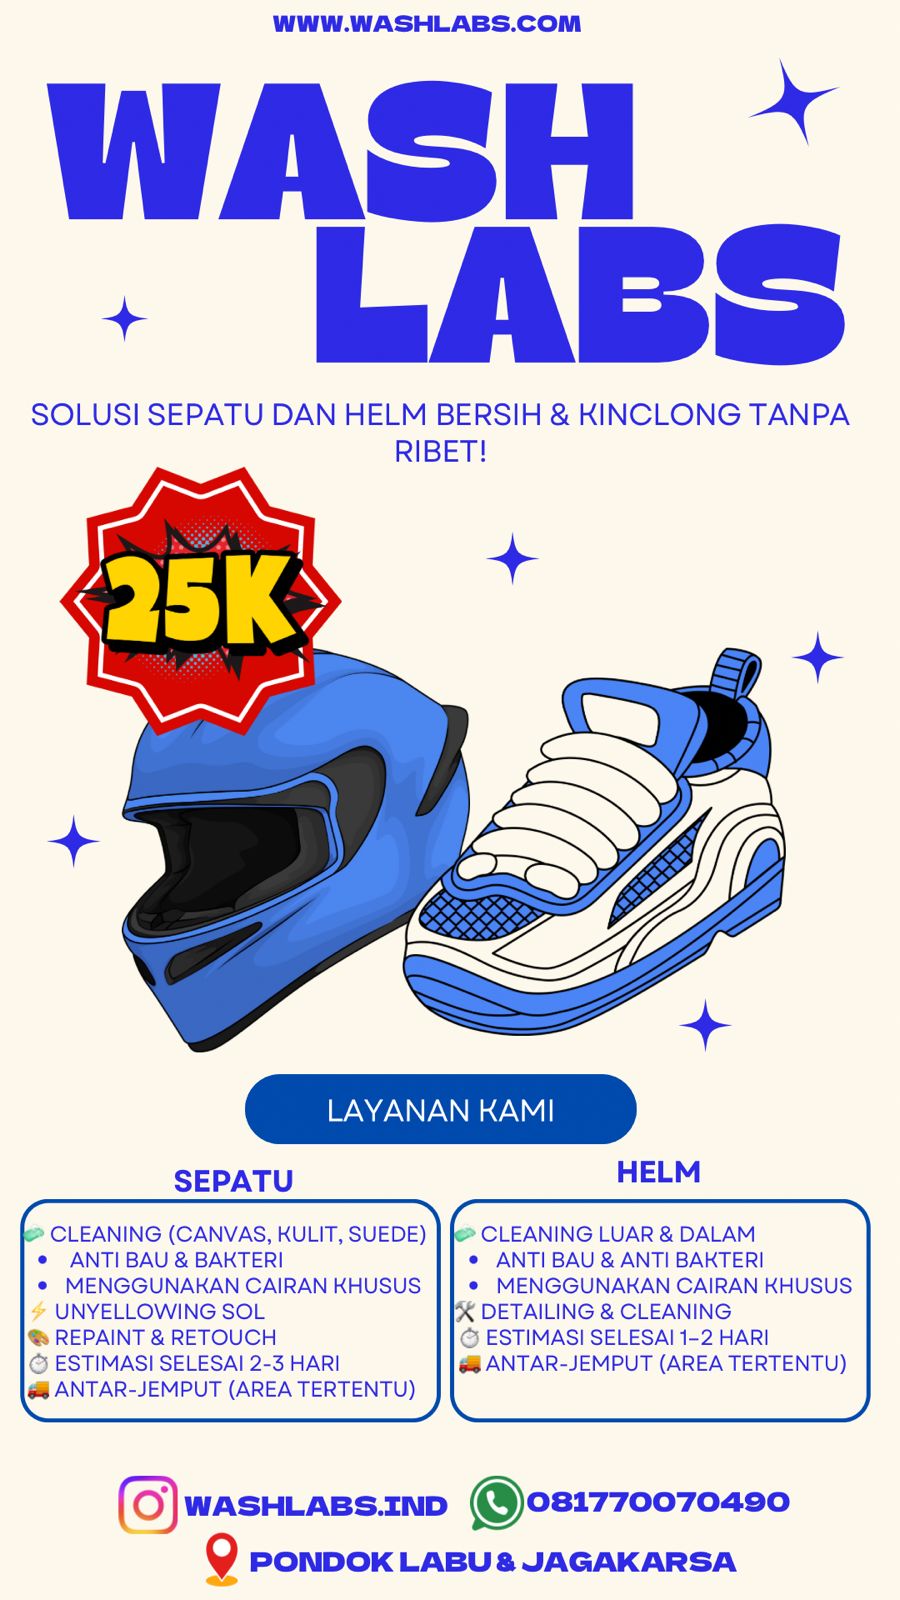 WWW.WASHLABS.COM
WASH
LABS
SOLUSI SEPATU DAN HELM BERSIH & KINCLONG TANPA
RIBET!
25K
LAYANAN KAMI
SEPATU
CLEANING (CANVAS, KULIT, SUEDE)
• ANTI BAU & BAKTERI
• MENGGUNAKAN CAIRAN KHUSUS
UNYELLOWING SOL
REPAINT & RETOUCH
ESTIMASI SELESAI 2-3 HARI
ANTAR-JEMPUT (AREA TERTENTU)
HELM
CLEANING LUAR & DALAM
• ANTI BAU & ANTI BAKTERI
• MENGGUNAKAN CAIRAN KHUSUS
DETAILING & CLEANING
ESTIMASI SELESAI 1–2 HARI
ANTAR-JEMPUT (AREA TERTENTU)
WASHLABS.IND
081770070490
PONDOK LABU & JAGAKARSA